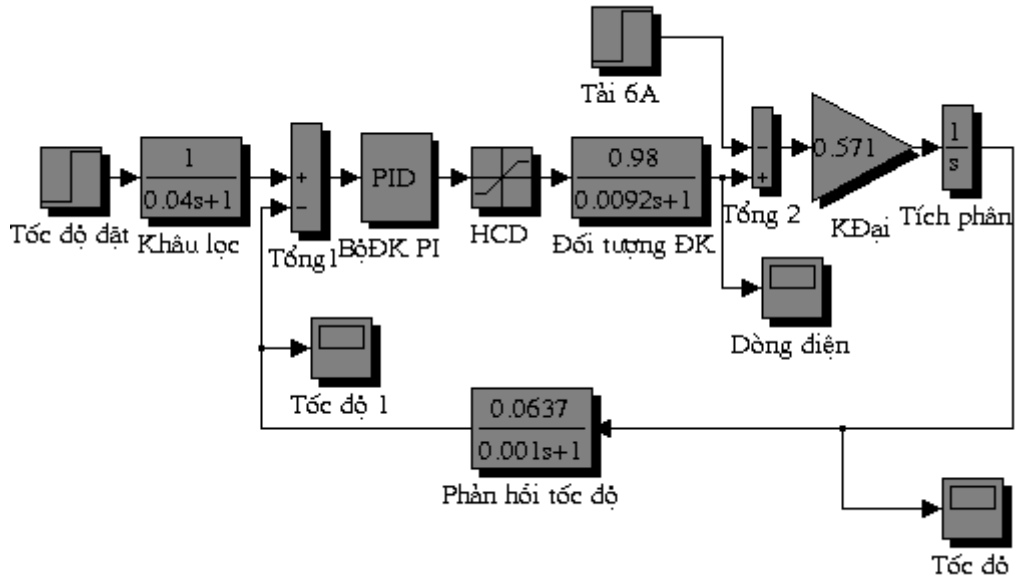 Tải 6A
1
0.04s+1
+
−
PID
0.98
0.0092s+1
−
+
0.571
1
s
Tốc độ đặt
Khâu lọc
Tổng1
BộĐK PI
HCD
Đối tượng ĐK
Tổng 2
KĐại
Tích phân
Dòng điện
Tốc độ 1
0.0637
0.001s+1
Phản hồi tốc độ
Tốc đô